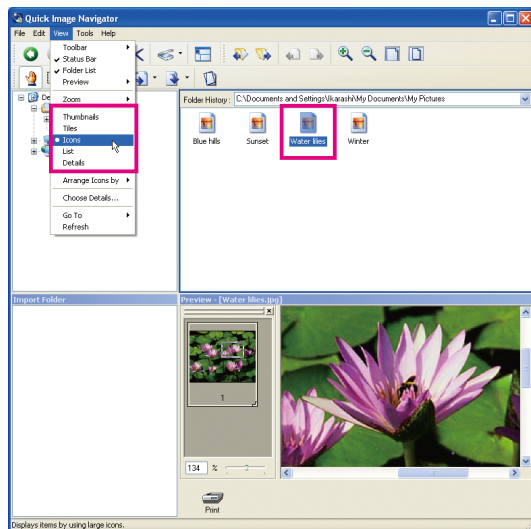 Quick Image Navigator
File Edit View Tools Help
Toolbar
Status Bar
Folder List
Preview
Zoom
Thumbnails
Tiles
Icons
List
Details
Arrange Icons by
Choose Details...
Go To
Refresh
De
Folder History : C:\Documents and Settings\Ikarashi\My Documents\My Pictures
Blue hills Sunset Water lilies Winter
Import Folder
Preview - [Water lilies.jpg]
1
134 %
Print
Displays items by using large icons.